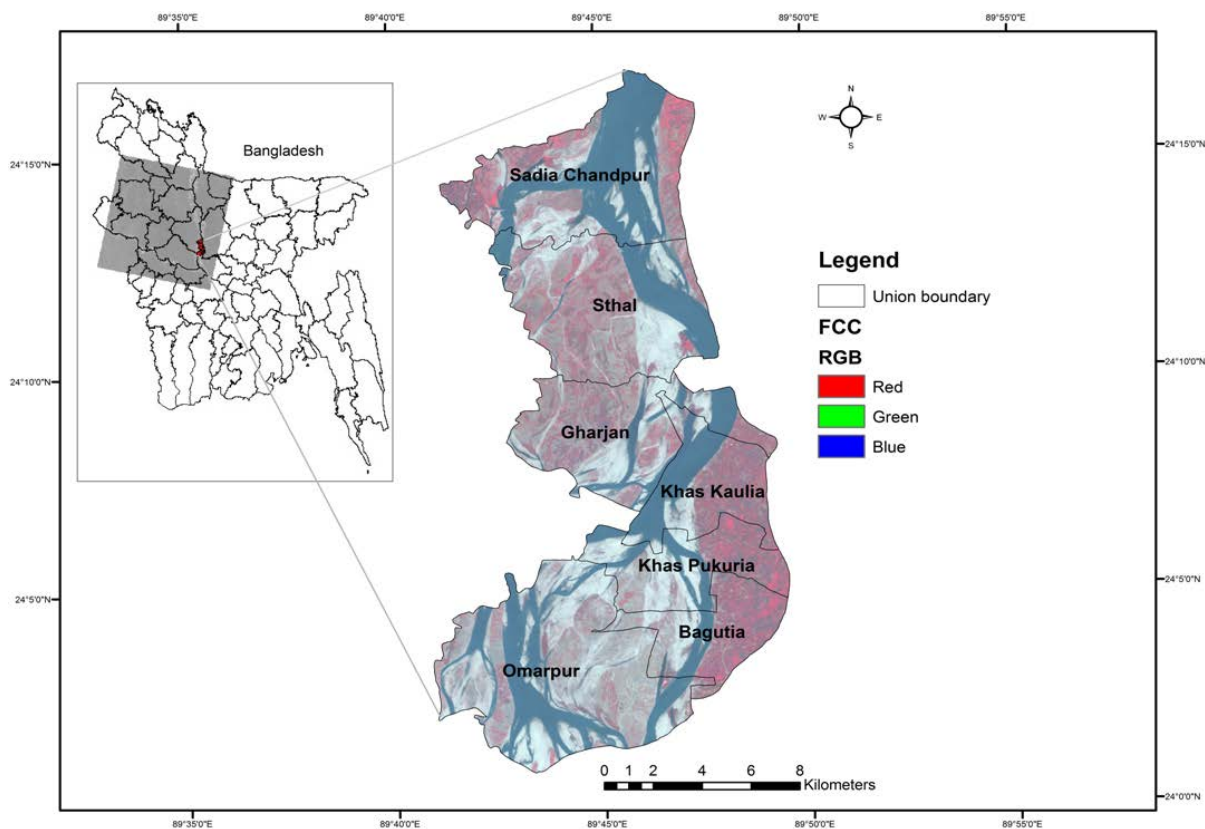 89°35'0"E 89°40'0"E 89°45'0"E 89°50'0"E 89°55'0"E
N
W E
S
Bangladesh
24°15'0"N 24°15'0"N
Sadia Chandpur
Legend
Union boundary
Sthal
FCC
RGB
24°10'0"N 24°10'0"N
Red
Green
Gharjan
Blue
Khas Kaulia
Khas Pukuria
24°5'0"N 24°5'0"N
Bagutia
Omarpur
0 1 2 4 6 8
Kilometers
24°0'0"N
89°35'0"E 89°40'0"E 89°45'0"E 89°50'0"E 89°55'0"E